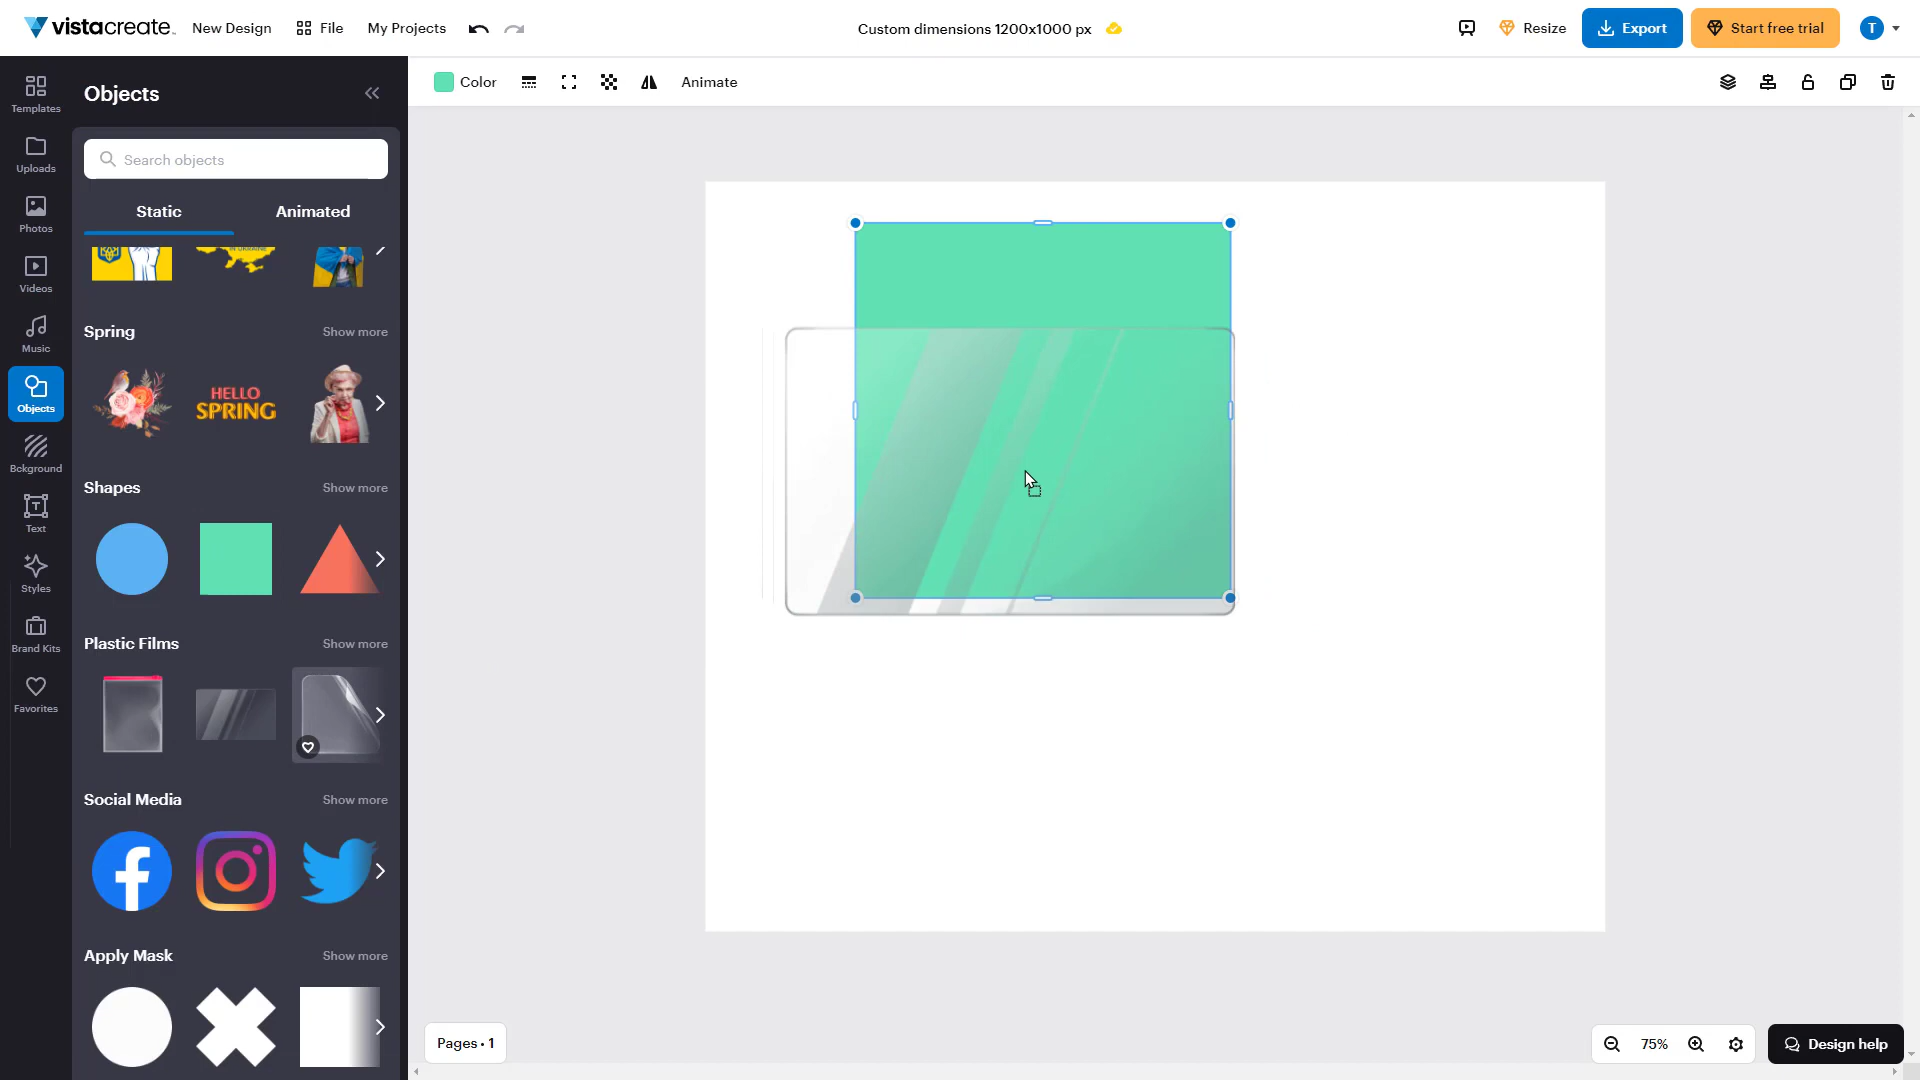 vistacreate
New Design
File
My Projects
Custom dimensions 1200x1000 px
Resize
Export
Start free trial
T
Templates
Uploads
Photos
Videos
Music
Objects
Bckground
Text
Styles
Brand Kits
Favorites
Objects
Search objects
Static
Animated
IN UKRAINE
Spring
Show more
HELLO
SPRING
Shapes
Show more
Plastic Films
Show more
Social Media
Show more
Apply Mask
Show more
Color
Animate
Pages • 1
75%
Design help